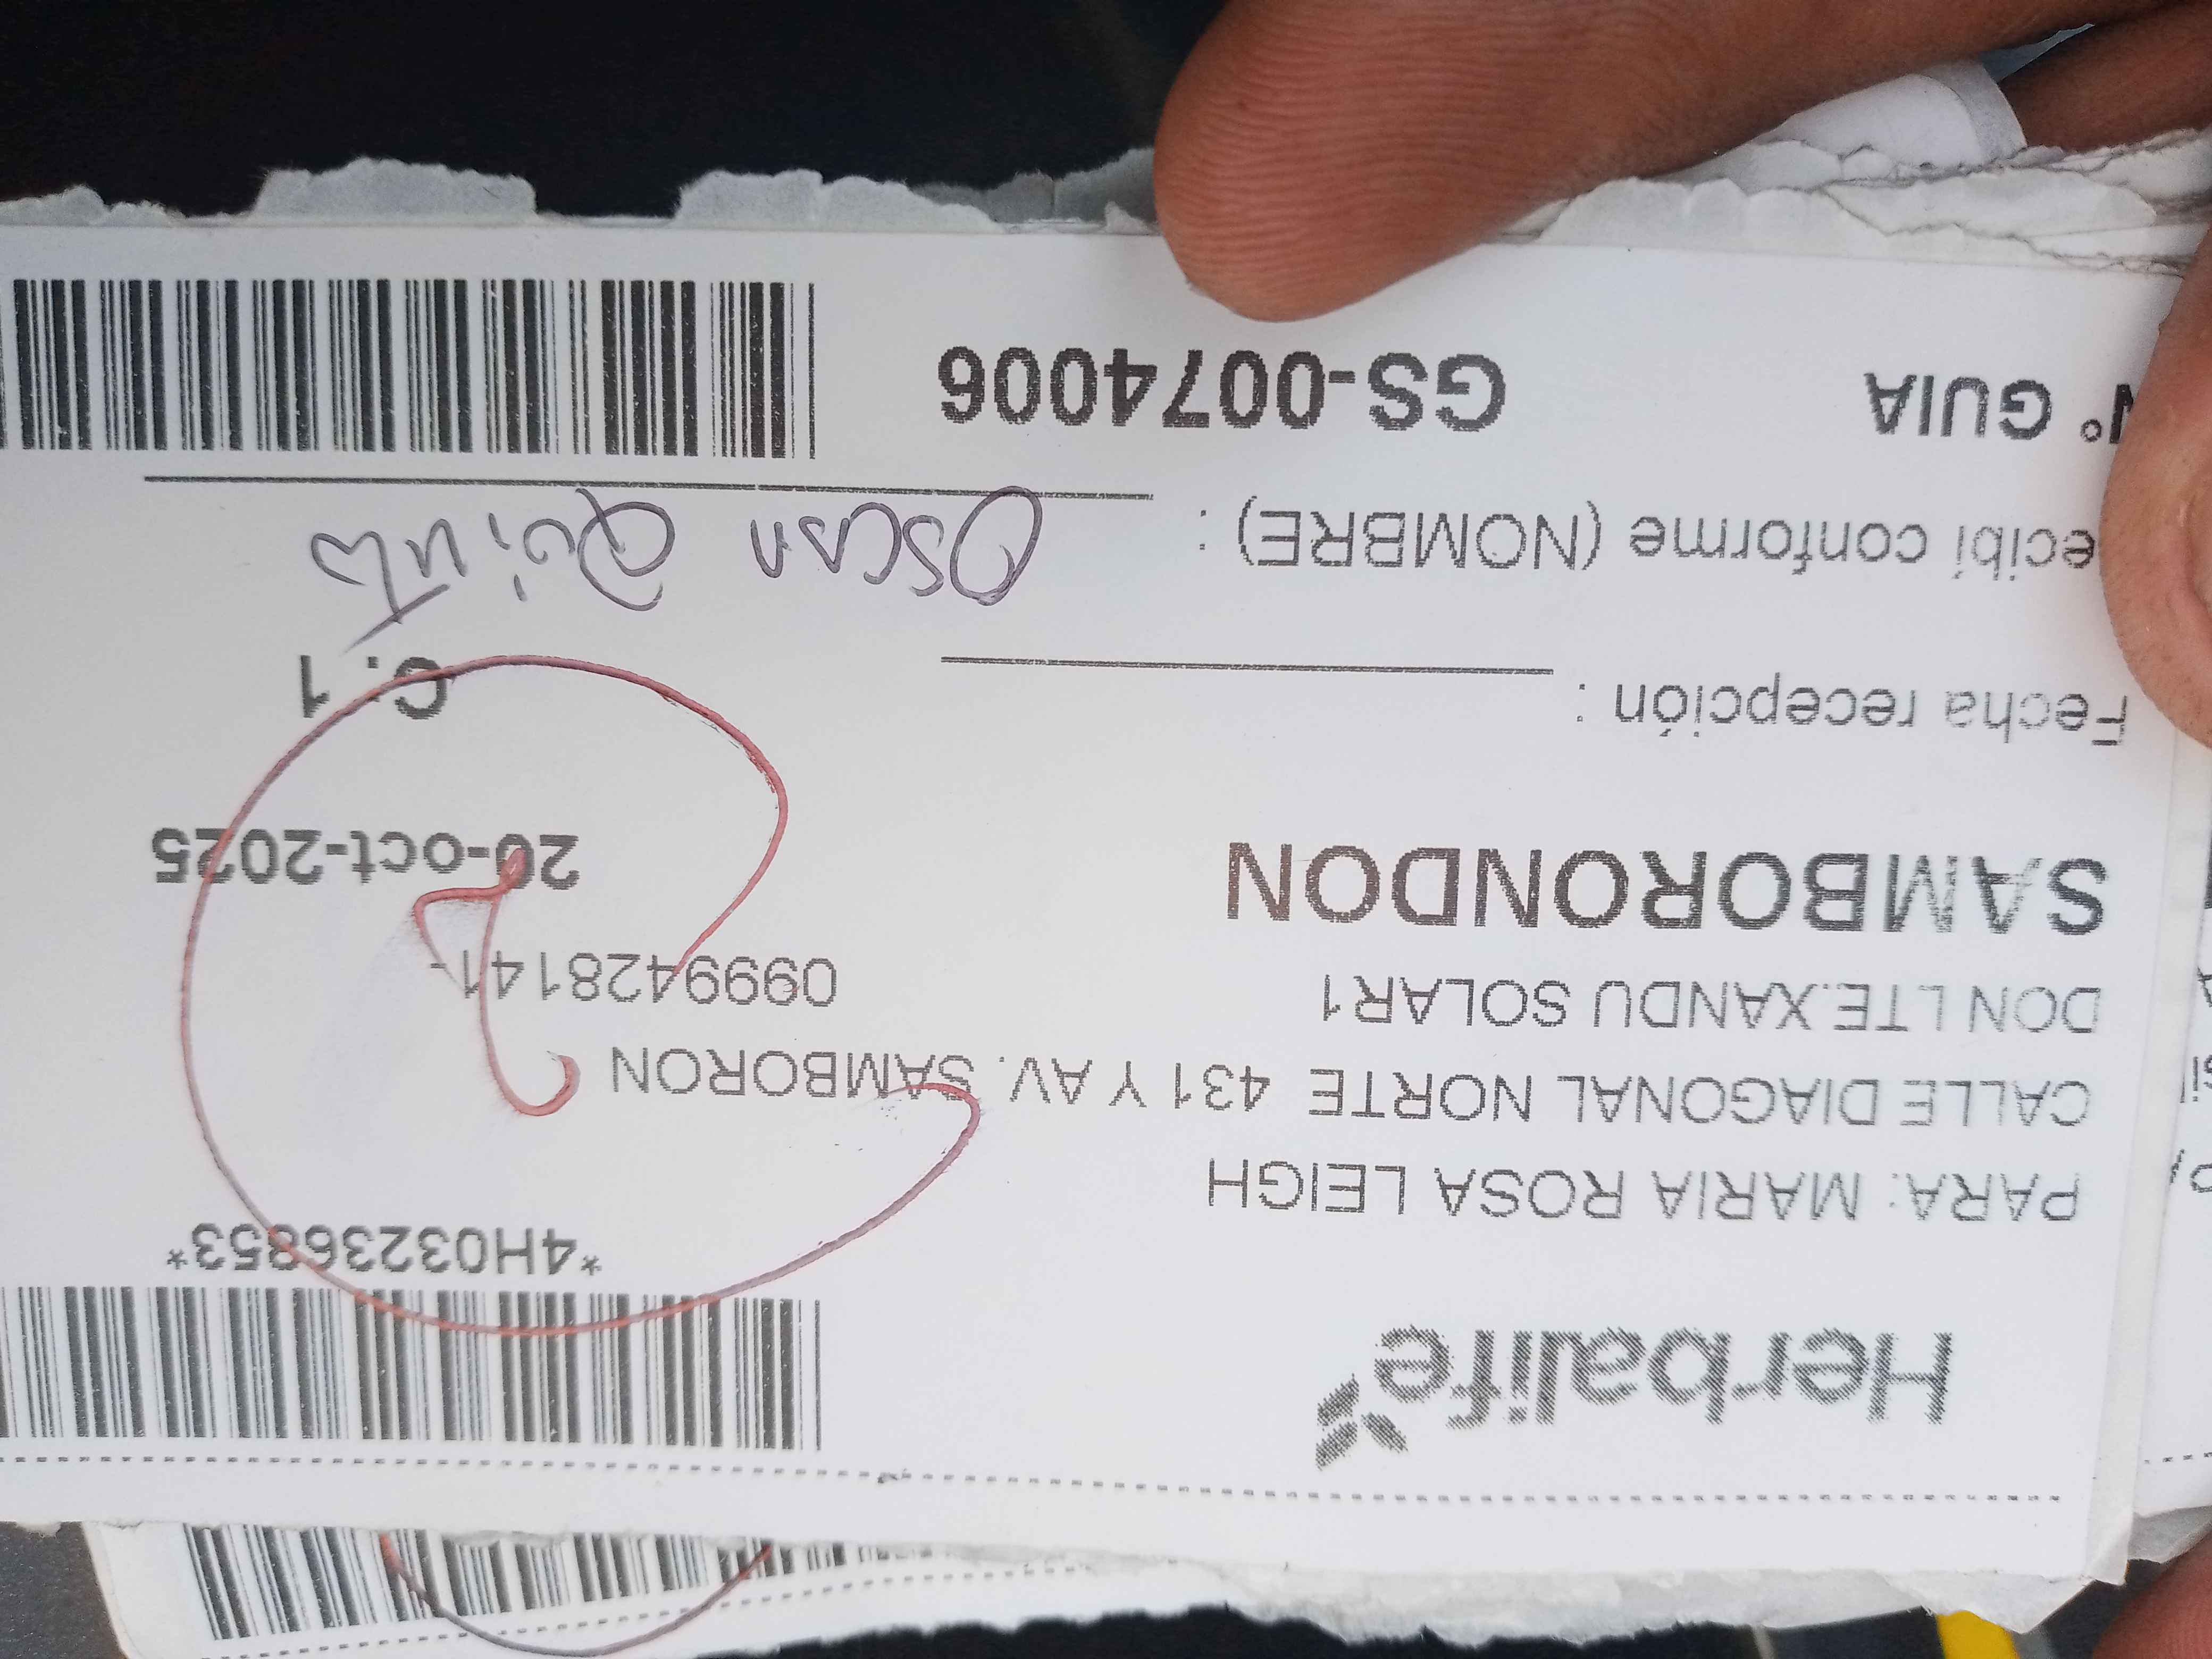 Herbalife
*4H03236853*
PARA: MARIA ROSA LEIGH
CALLE DIAGONAL NORTE 431 Y AV. SAMBORON
DON LTE.XANDU SOLAR1
0999428141-
SAMBORONDON
20-oct-2025
Fecha recepción :
C. 1
ecibí conforme (NOMBRE) : Oscar Quinto
N° GUIA GS-0074006